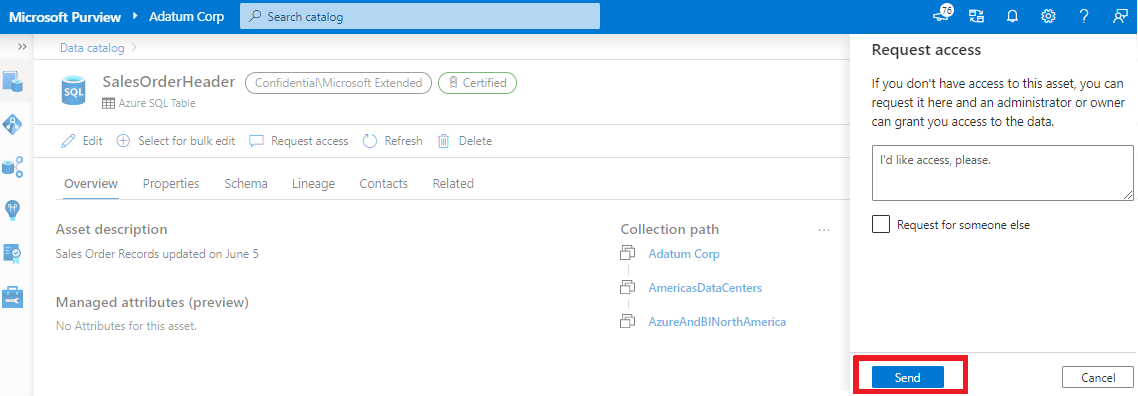 Microsoft Purview > Adatum Corp
Search catalog
76
Data catalog >
SQL
SalesOrderHeader
Confidential\Microsoft Extended
Certified
Azure SQL Table
Edit Select for bulk edit Request access Refresh Delete
Overview Properties Schema Lineage Contacts Related
Asset description
Sales Order Records updated on June 5
Managed attributes (preview)
No Attributes for this asset.
Collection path ...
Adatum Corp
AmericasDataCenters
AzureAndBINorthAmerica
Request access
If you don't have access to this asset, you can
request it here and an administrator or owner
can grant you access to the data.
I'd like access, please.
Request for someone else
Send Cancel